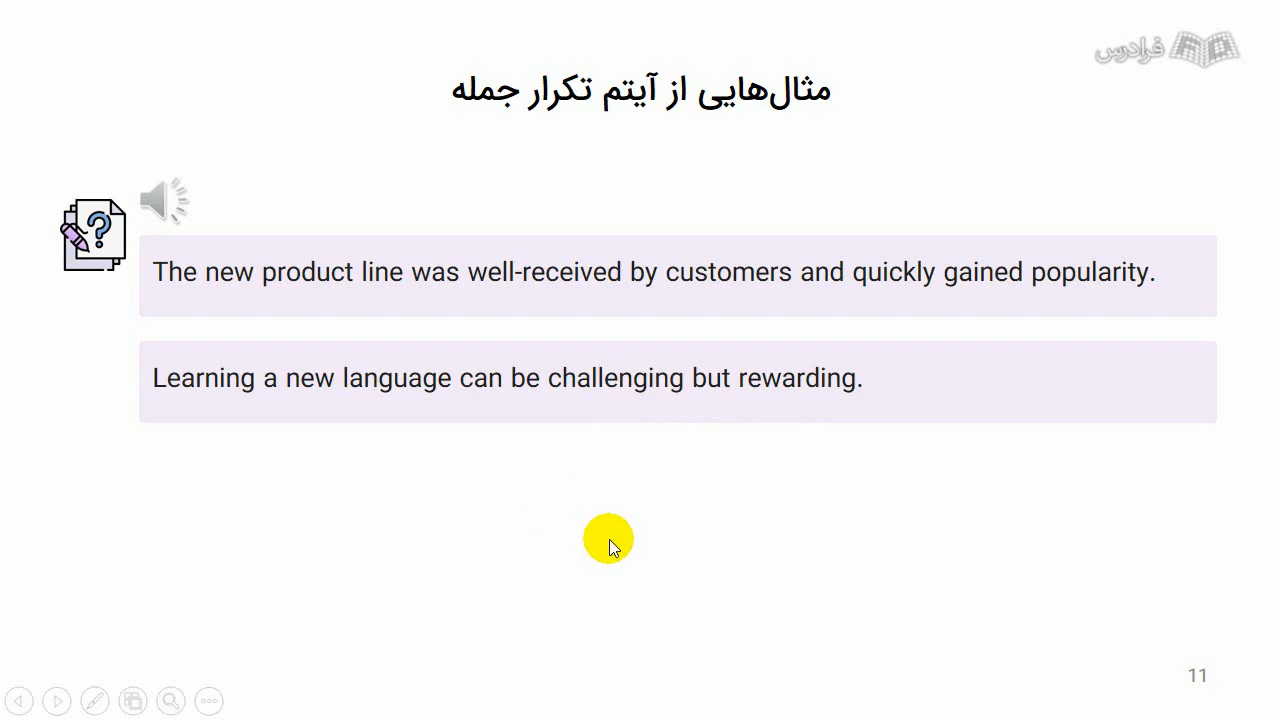 فرادرس
مثال‌هایی از آیتم تکرار جمله
The new product line was well-received by customers and quickly gained popularity.
Learning a new language can be challenging but rewarding.
11